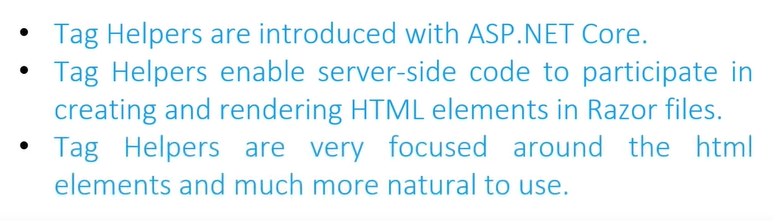 • Tag Helpers are introduced with ASP.NET Core.
• Tag Helpers enable server-side code to participate in
creating and rendering HTML elements in Razor files.
• Tag Helpers are very focused around the html
elements and much more natural to use.